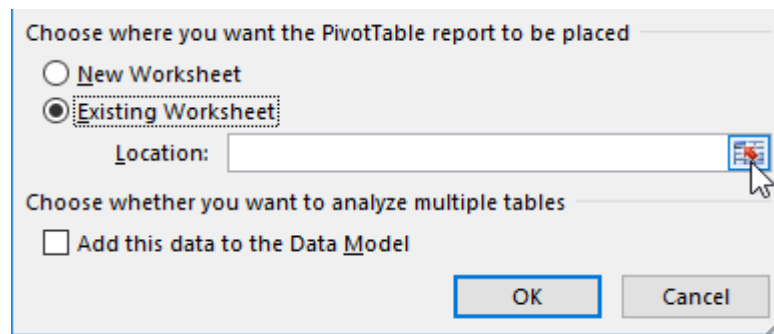 Choose where you want the PivotTable report to be placed
New Worksheet
Existing Worksheet
Location:
Choose whether you want to analyze multiple tables
Add this data to the Data Model
OK Cancel